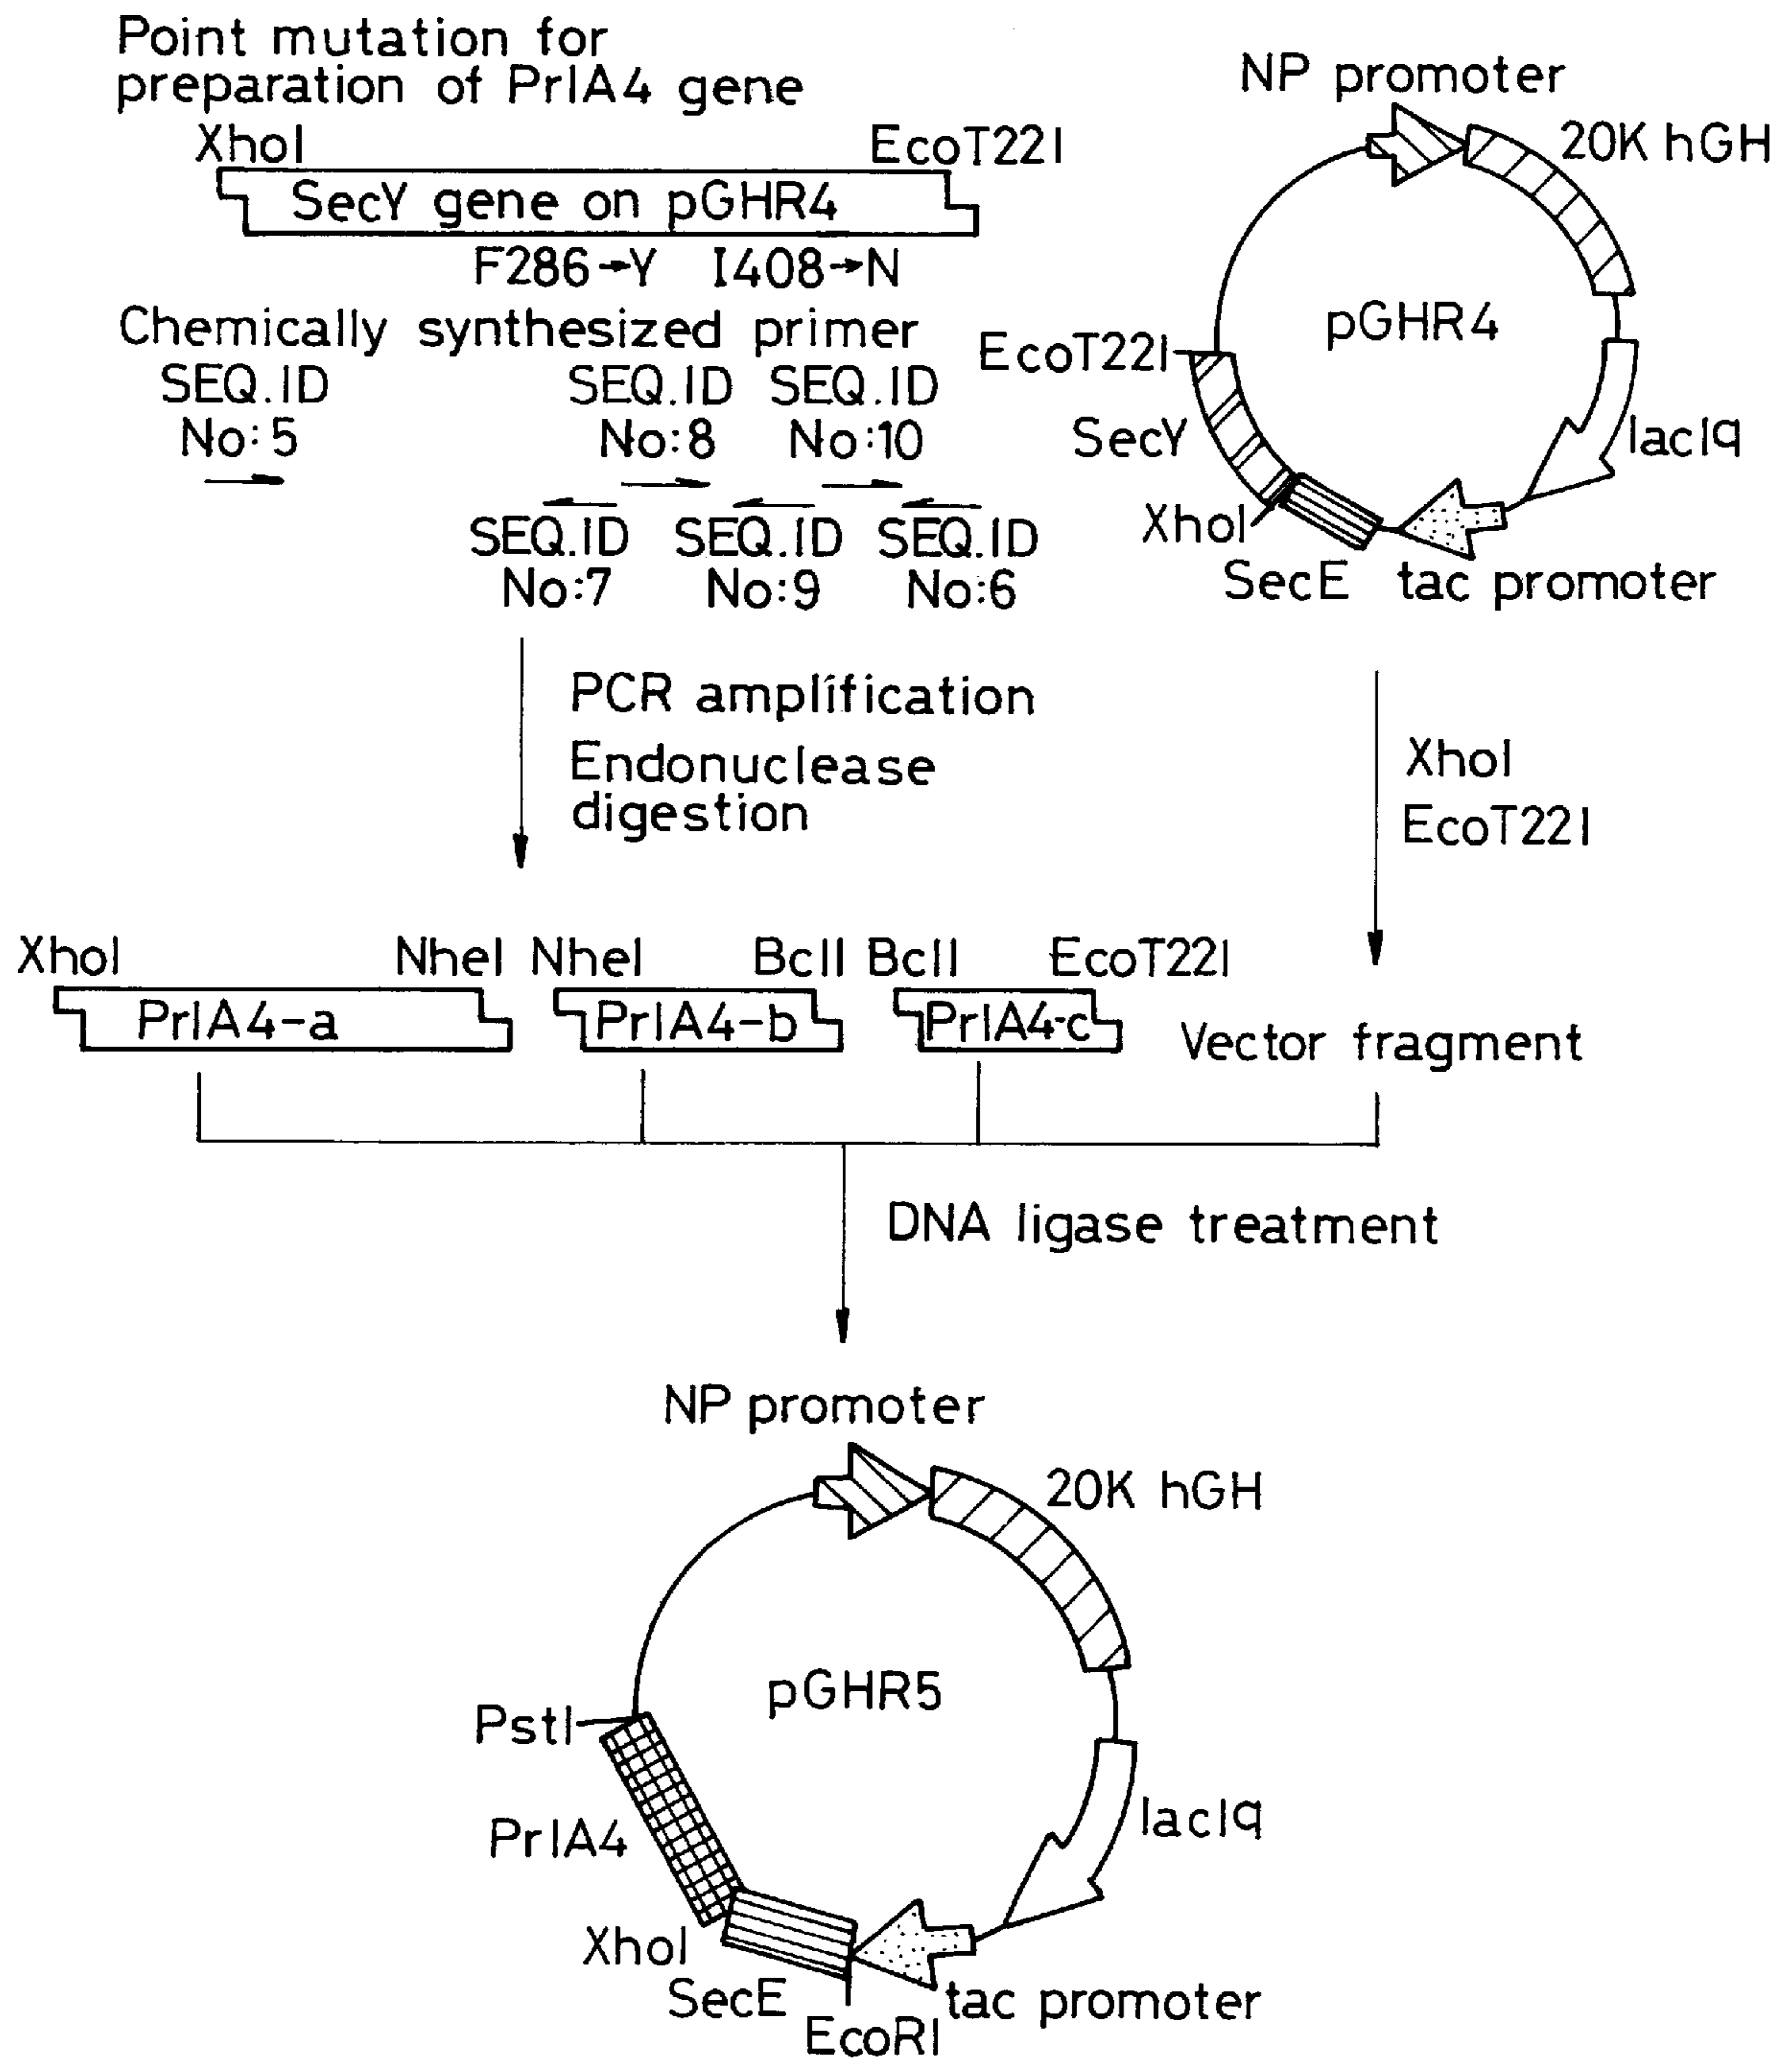 Point mutation for
preparation of PrlA4 gene
XhoI
EcoT22I
SecY gene on pGHR4
F286→Y I408→N
Chemically synthesized primer
SEQ.ID
No:5
SEQ.ID
No:8
SEQ.ID
No:10
SEQ.ID
No:7
SEQ.ID
No:9
SEQ.ID
No:6
NP promoter
20K hGH
pGHR4
EcoT22I
SecY
lacIq
XhoI
SecE
tac promoter
PCR amplification
Endonuclease
digestion
XhoI
EcoT22I
XhoI
NheI
NheI
BclI
BclI
EcoT22I
PrlA4-a
PrlA4-b
PrlA4-c
Vector fragment
DNA ligase treatment
NP promoter
20K hGH
pGHR5
PstI
PrlA4
lacIq
XhoI
SecE
EcoRI
tac promoter